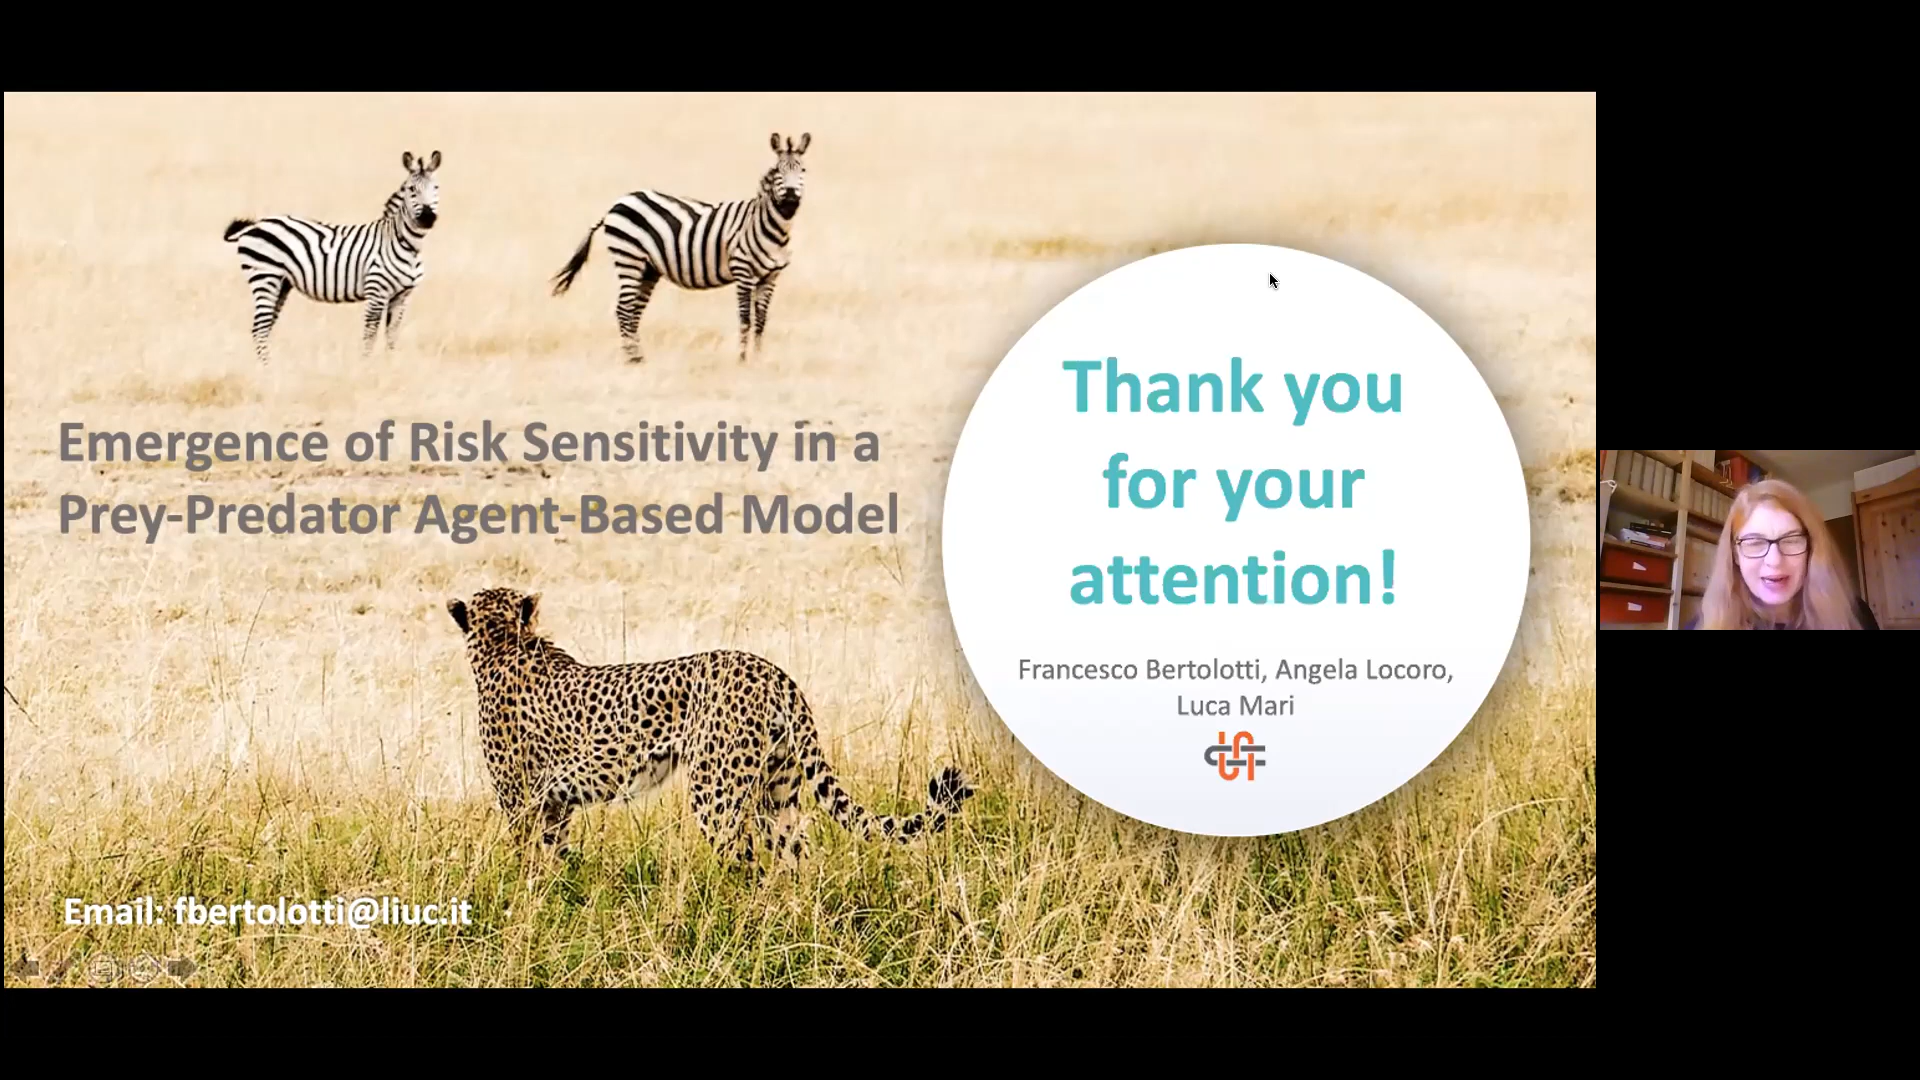 Emergence of Risk Sensitivity in a
Prey-Predator Agent-Based Model
Thank you
for your
attention!
Francesco Bertolotti, Angela Locoro,
Luca Mari
Email: fbertolotti@liuc.it